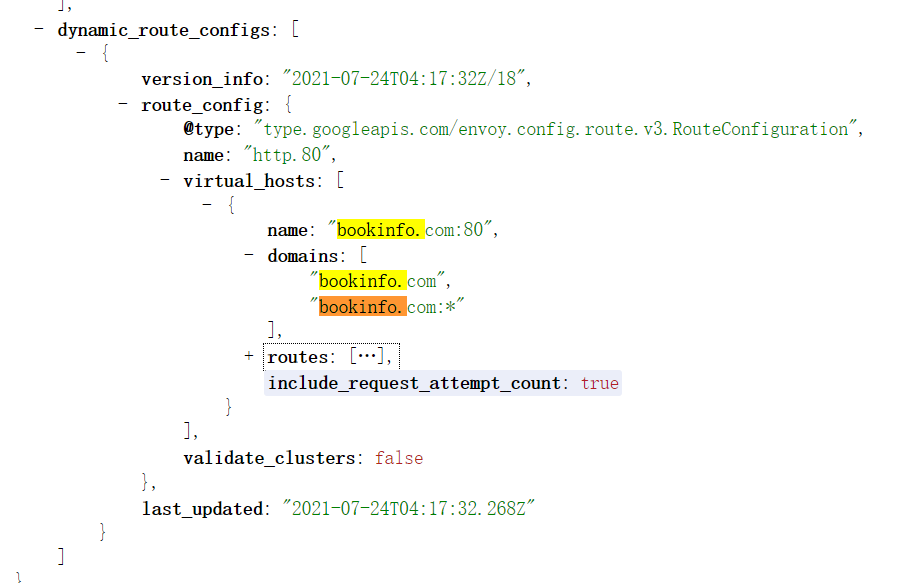 ],
- dynamic_route_configs: [
- {
version_info: "2021-07-24T04:17:32Z/18",
- route_config: {
@type: "type.googleapis.com/envoy.config.route.v3.RouteConfiguration",
name: "http.80",
- virtual_hosts: [
- {
name: "bookinfo.com:80",
- domains: [
"bookinfo.com",
"bookinfo.com:*"
],
+ routes: […],
include_request_attempt_count: true
}
],
validate_clusters: false
},
last_updated: "2021-07-24T04:17:32.268Z"
}
]
}